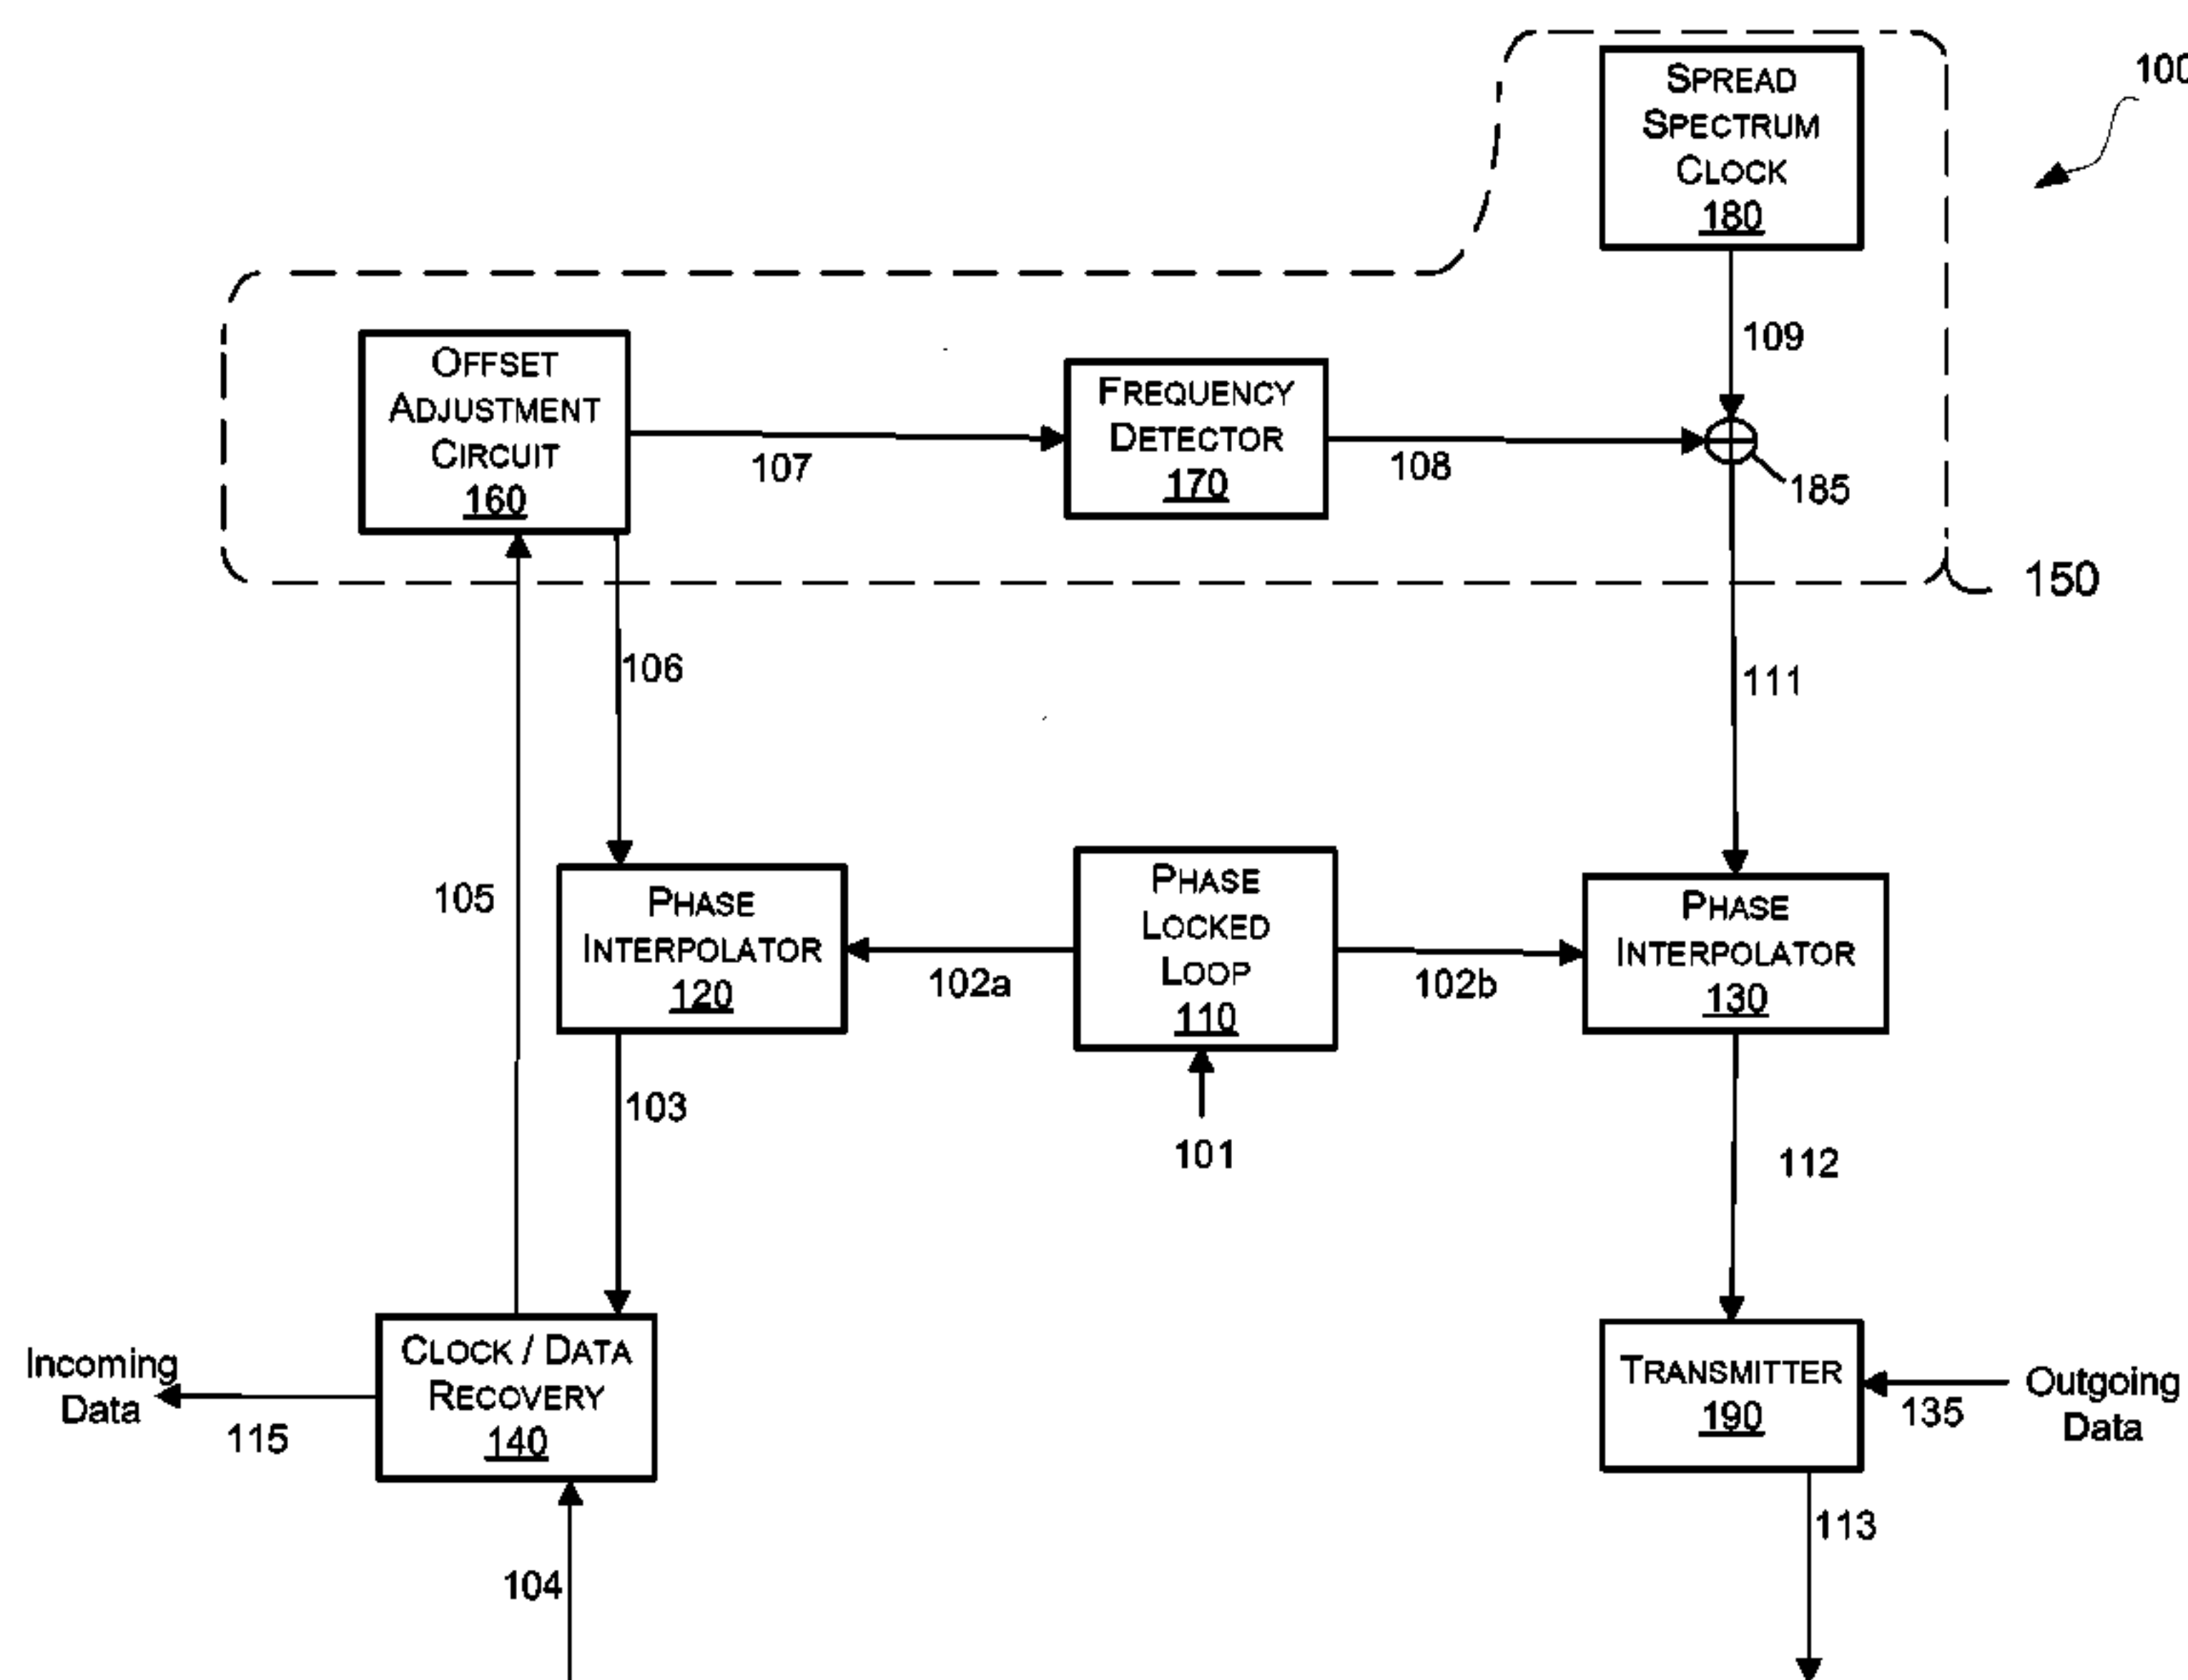 SPREAD
SPECTRUM
CLOCK
180
100
109
OFFSET
ADJUSTMENT
CIRCUIT
160
107
FREQUENCY
DETECTOR
170
108
185
150
106
111
105
PHASE
INTERPOLATOR
120
102a
PHASE
LOCKED
LOOP
110
102b
PHASE
INTERPOLATOR
130
103
101
112
Incoming
Data
115
CLOCK / DATA
RECOVERY
140
TRANSMITTER
190
135
Outgoing
Data
104
113